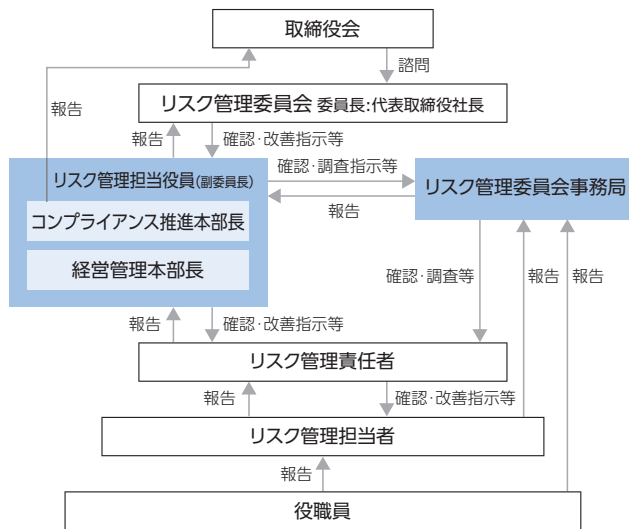 取締役会
諮問
報告
リスク管理委員会 委員長:代表取締役社長
報告
確認・改善指示等
リスク管理担当役員(副委員長)
コンプライアンス推進本部長
経営管理本部長
確認・調査指示等
報告
リスク管理委員会事務局
報告
確認・改善指示等
確認・調査等
報告
報告
リスク管理責任者
報告
確認・改善指示等
リスク管理担当者
報告
役職員